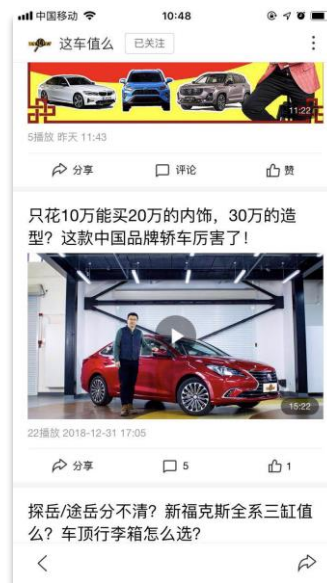 中国移动 10:48
这车值么 已关注
11:22
5播放 昨天 11:43
分享 评论 赞
只花10万能买20万的内饰，30万的造
型？这款中国品牌轿车厉害了！
15:22
22播放 2018-12-31 17:05
分享 5 1
探岳/途岳分不清？新福克斯全系三缸值
么？车顶行李箱怎么选？